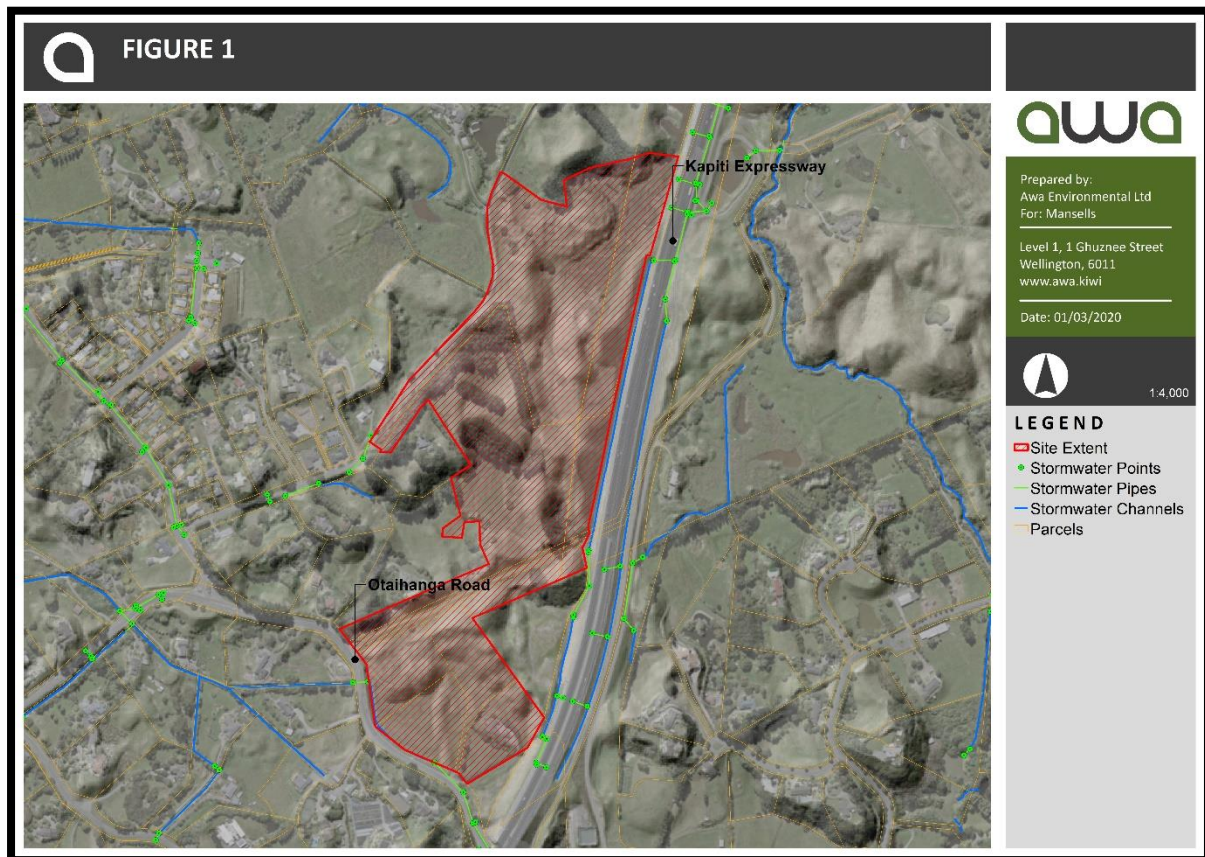 FIGURE 1
Kapiti Expressway
Otaihanga Road
awa
Prepared by:
Awa Environmental Ltd
For: Mansells
Level 1, 1 Ghuznee Street
Wellington, 6011
www.awa.kiwi
Date: 01/03/2020
1:4,000
LEGEND
Site Extent
Stormwater Points
Stormwater Pipes
Stormwater Channels
Parcels